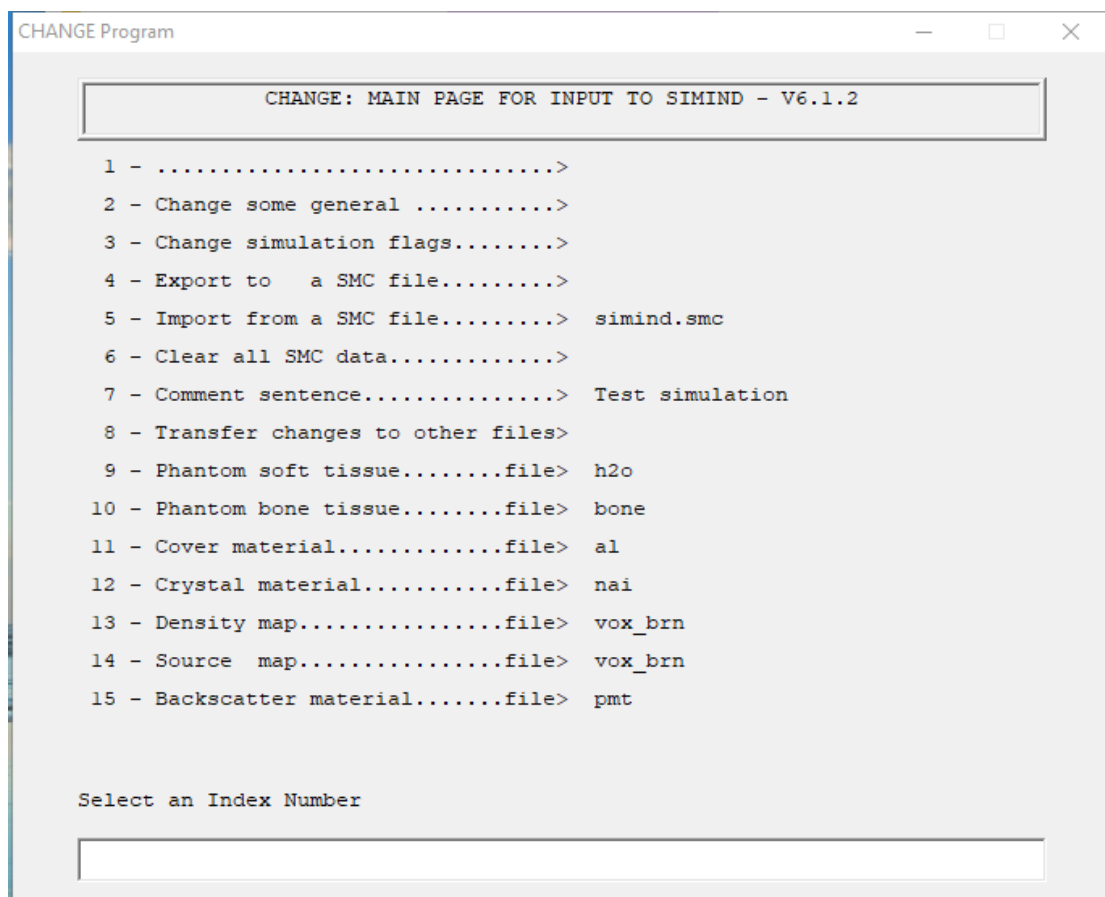 CHANGE Program
CHANGE: MAIN PAGE FOR INPUT TO SIMIND - V6.1.2
1 - ...............................>
2 - Change some general ...........>
3 - Change simulation flags........>
4 - Export to   a SMC file.........>
5 - Import from a SMC file.........>  simind.smc
6 - Clear all SMC data.............>
7 - Comment sentence...............>  Test simulation
8 - Transfer changes to other files>
9 - Phantom soft tissue........file>  h2o
10 - Phantom bone tissue........file>  bone
11 - Cover material.............file>  al
12 - Crystal material...........file>  nai
13 - Density map................file>  vox_brn
14 - Source  map................file>  vox_brn
15 - Backscatter material.......file>  pmt
Select an Index Number